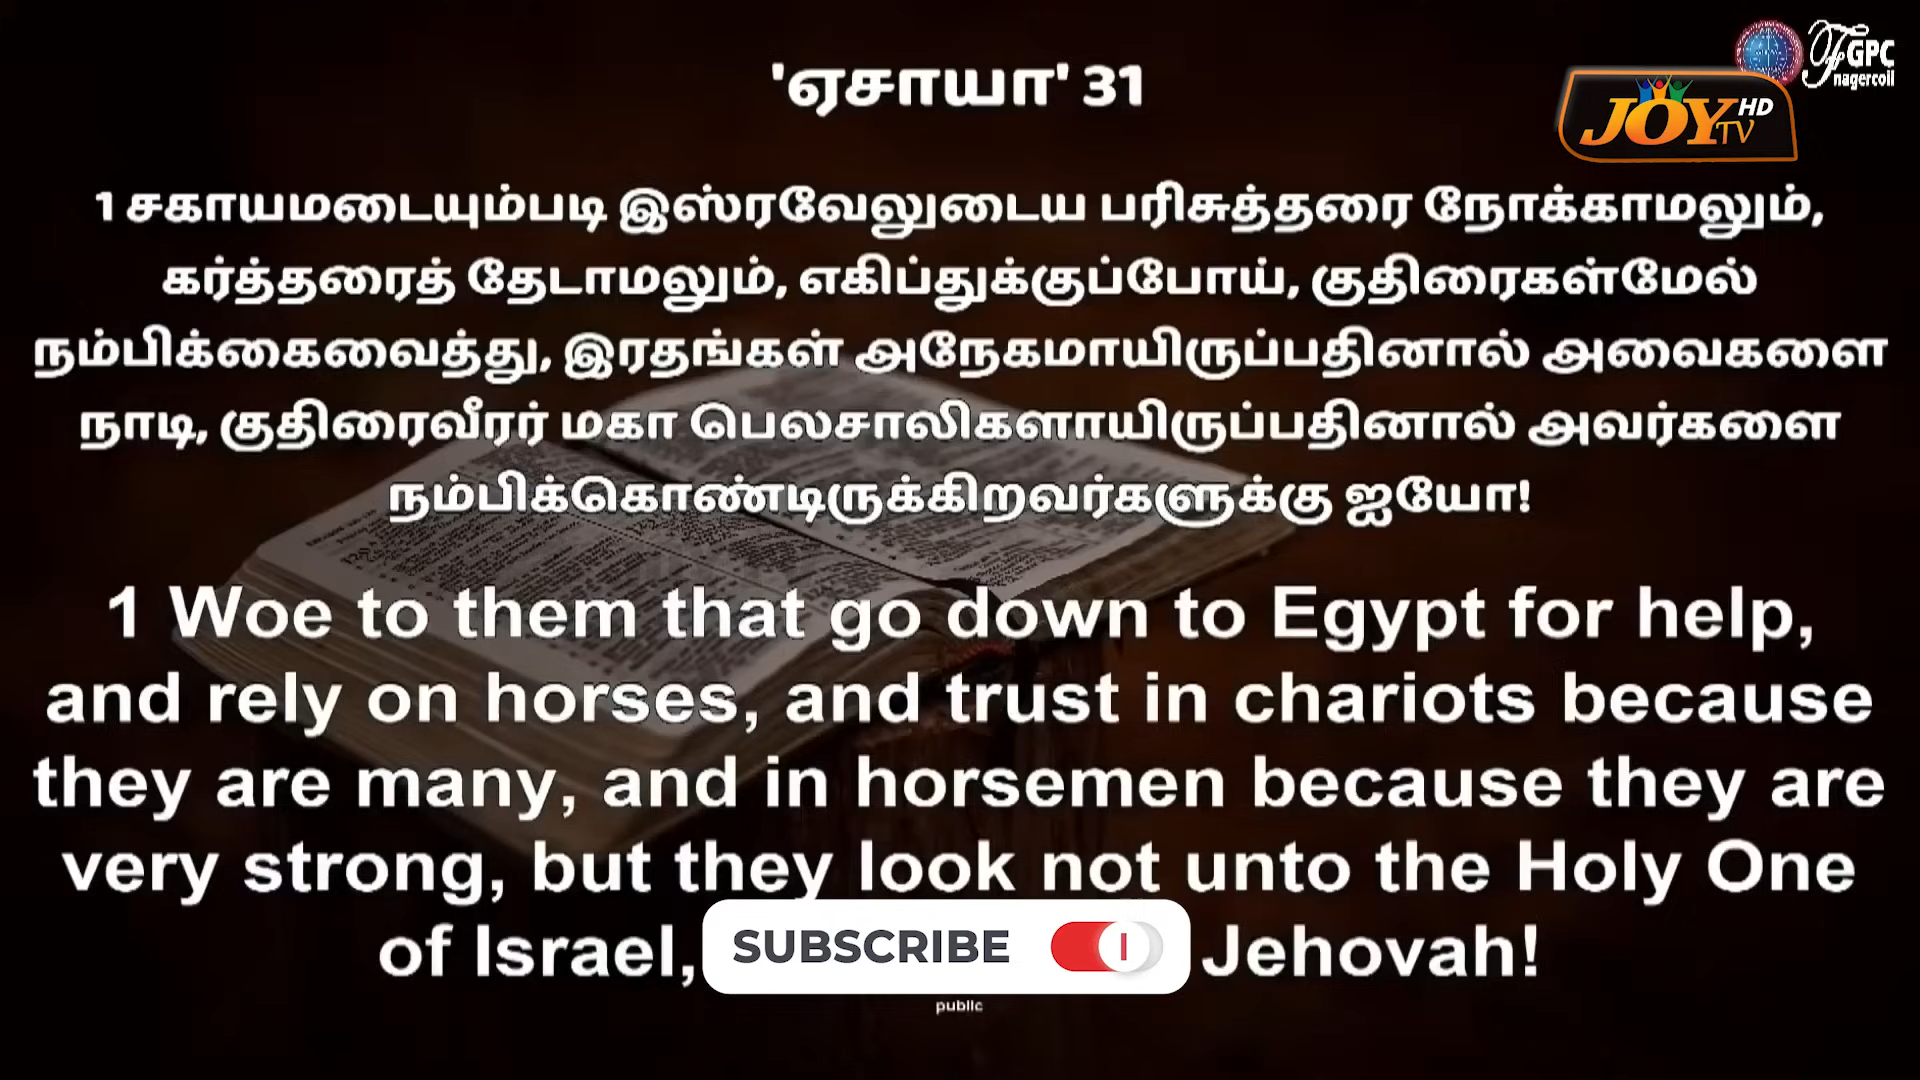 'ஏசாயா' 31
FGPC
nagercoil
JOY TV HD
1 சகாயமடையும்படி இஸ்ரவேலுடைய பரிசுத்தரை நோக்காமலும்,
கர்த்தரைத் தேடாமலும், எகிப்துக்குப்போய், குதிரைகள்மேல்
நம்பிக்கைவைத்து, இரதங்கள் அநேகமாயிருப்பதினால் அவைகளை
நாடி, குதிரைவீரர் மகா பெலசாலிகளாயிருப்பதினால் அவர்களை
நம்பிக்கொண்டிருக்கிறவர்களுக்கு ஐயோ!
1 Woe to them that go down to Egypt for help,
and rely on horses, and trust in chariots because
they are many, and in horsemen because they are
very strong, but they look not unto the Holy One
of Israel, Jehovah!
SUBSCRIBE
public